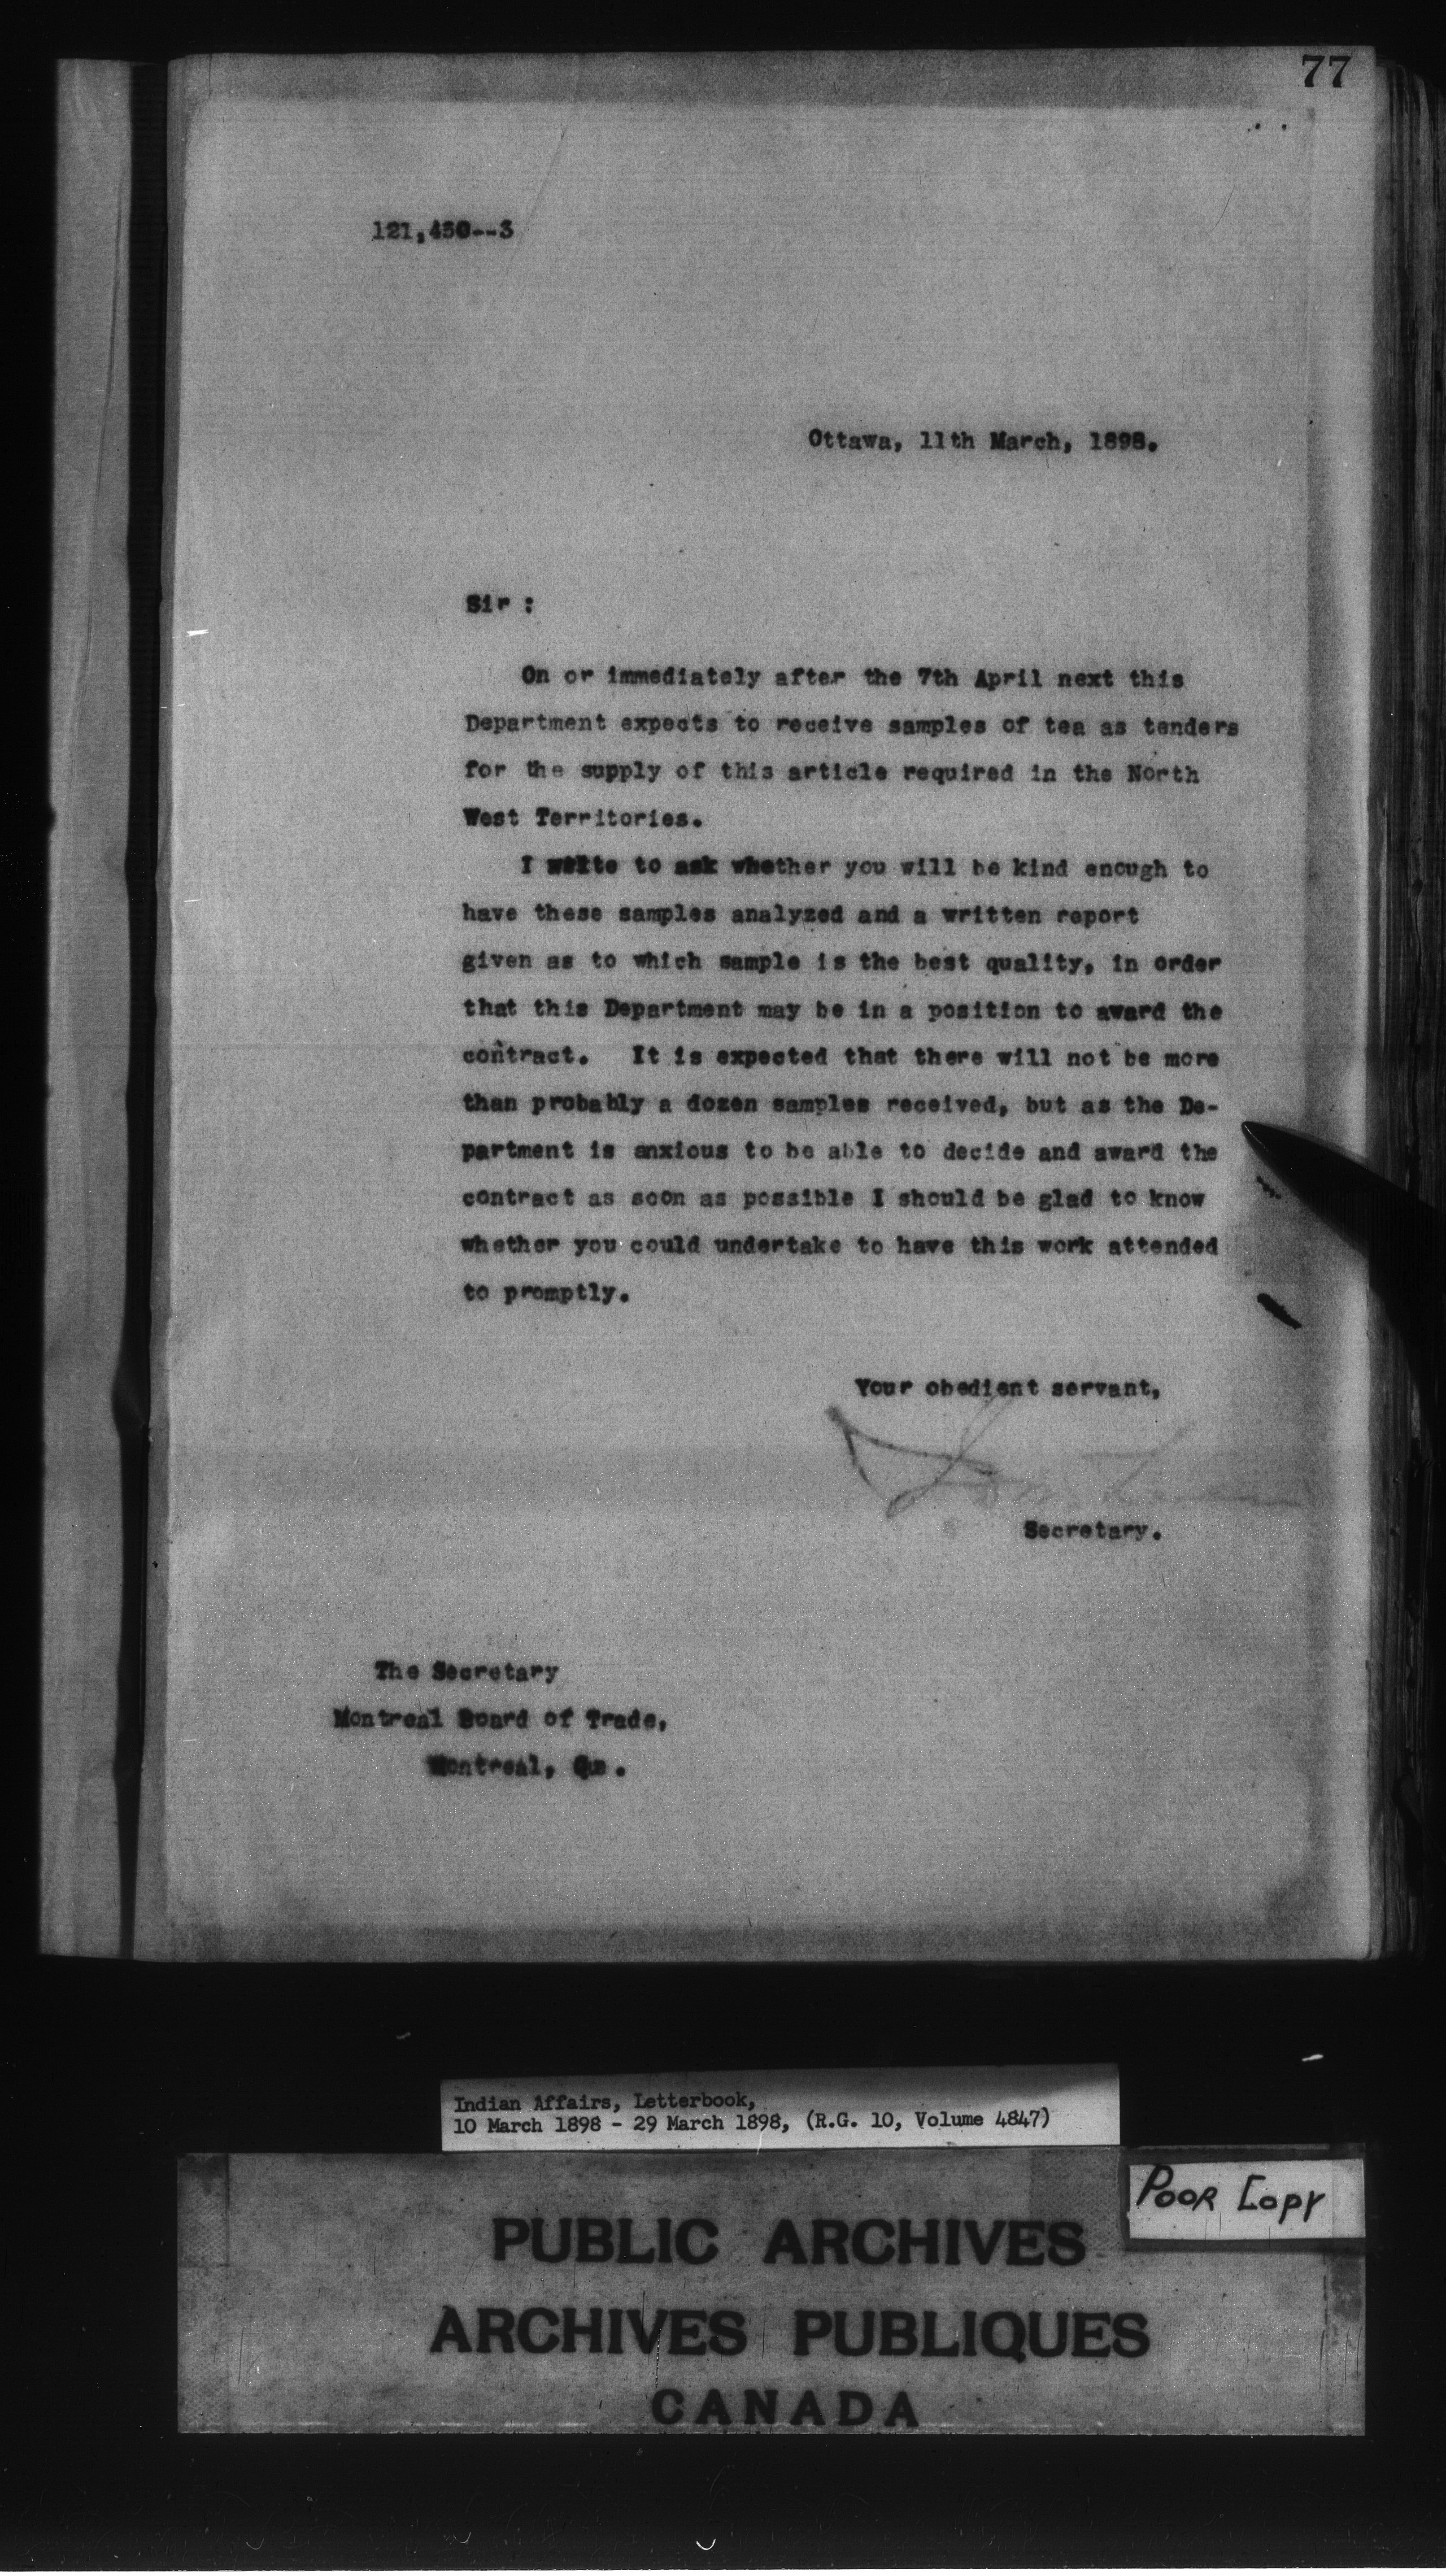 77
121,450--3
Ottawa, 11th March, 1898.
Sir :
On or immediately after the 7th April next this
Department expects to receive samples of tea as tenders
for the supply of this article required in the North
West Territories.
I write to ask whether you will be kind enough to
have these samples analyzed and a written report
given as to which sample is the best quality, in order
that this Department may be in a position to award the
contract. It is expected that there will not be more
than probably a dozen samples received, but as the De-
partment is anxious to be able to decide and award the
contract as soon as possible I should be glad to know
whether you could undertake to have this work attended
to promptly.
Your obedient servant,
Secretary.
The Secretary
Montreal Board of Trade,
Montreal, Que.
Indian Affairs, Letterbook,
10 March 1898 - 29 March 1898, (R.G. 10, Volume 4847)
POOR COPY
PUBLIC ARCHIVES
ARCHIVES PUBLIQUES
CANADA